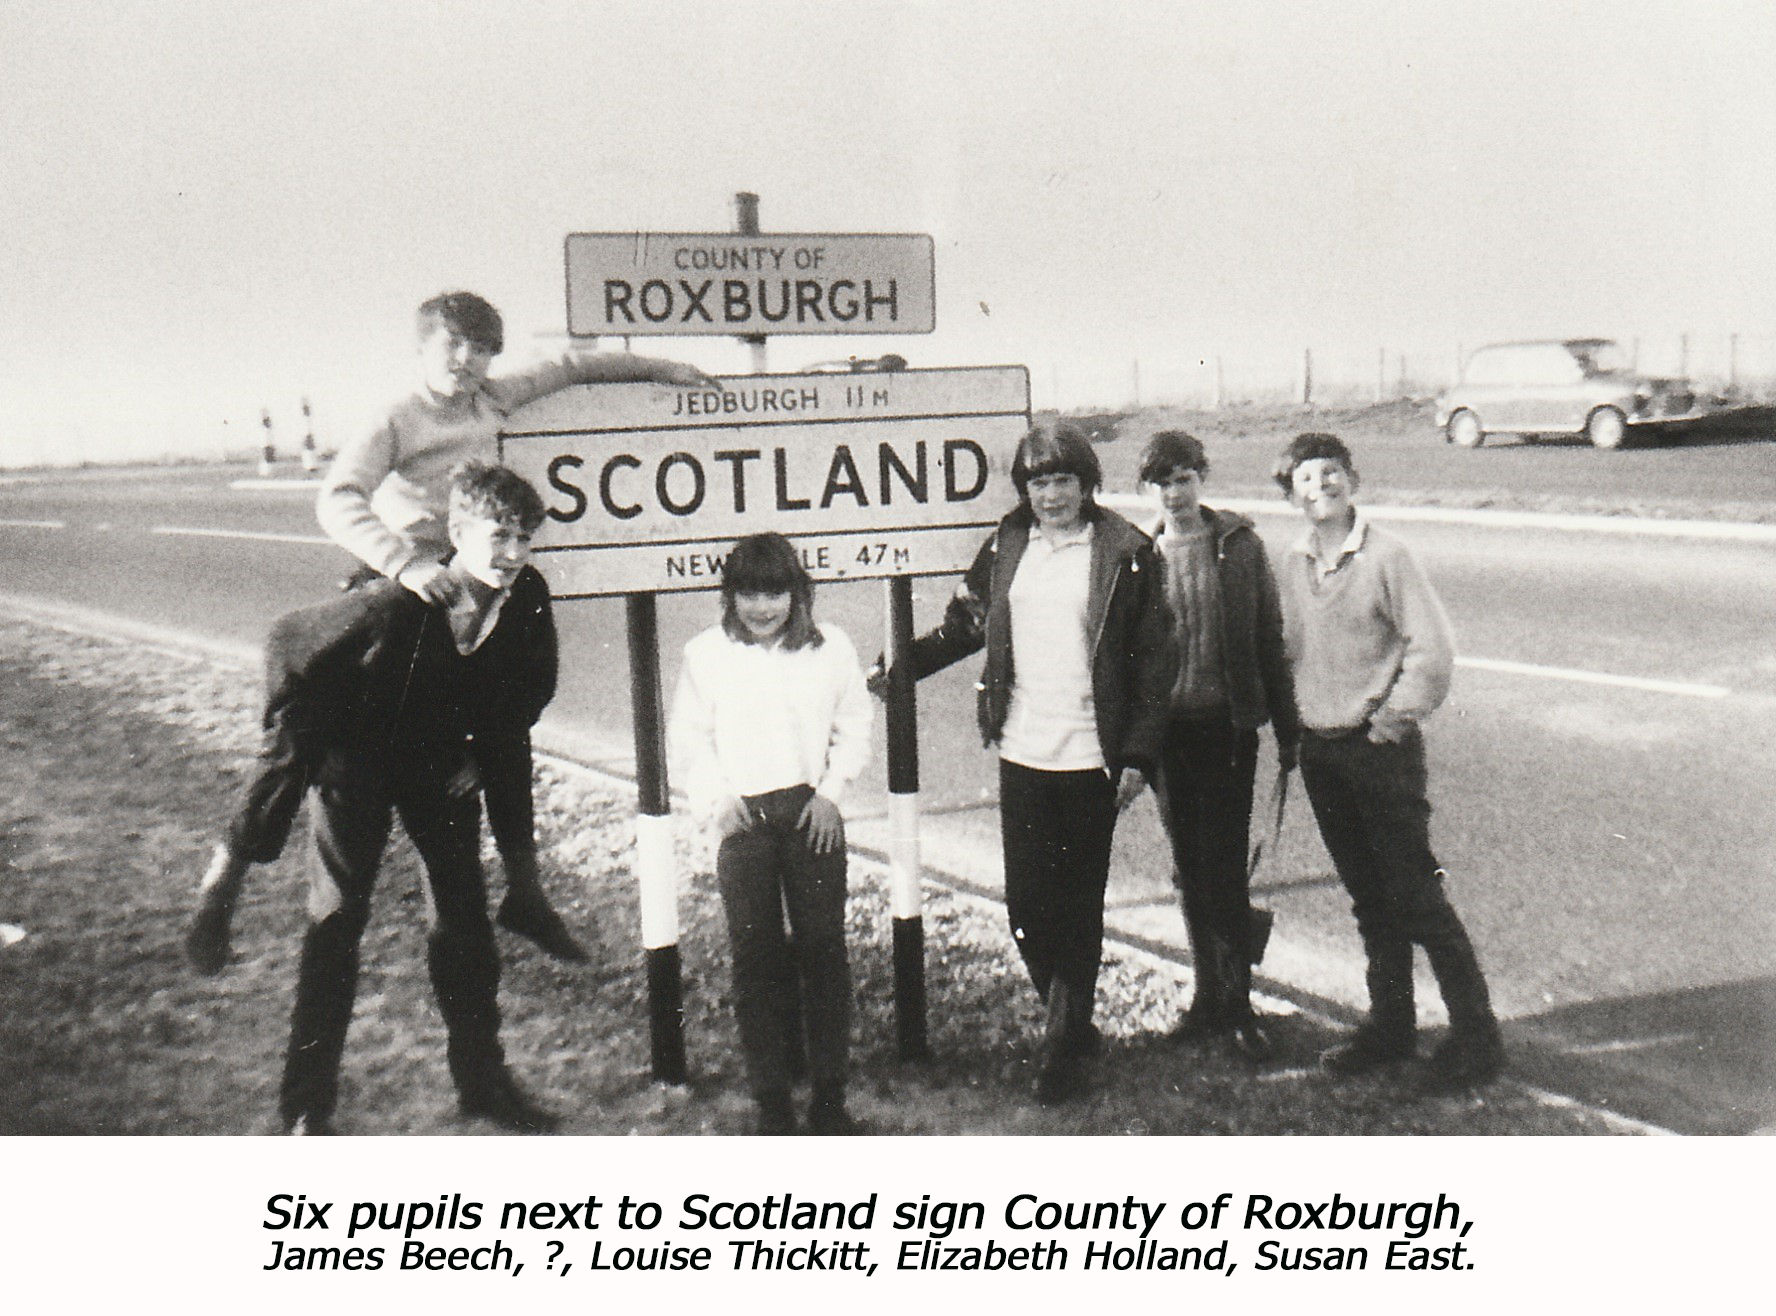 COUNTY OF
ROXBURGH
JEDBURGH 11 M
SCOTLAND
47 M
Six pupils next to Scotland sign County of Roxburgh,
James Beech, ?, Louise Thickitt, Elizabeth Holland, Susan East.